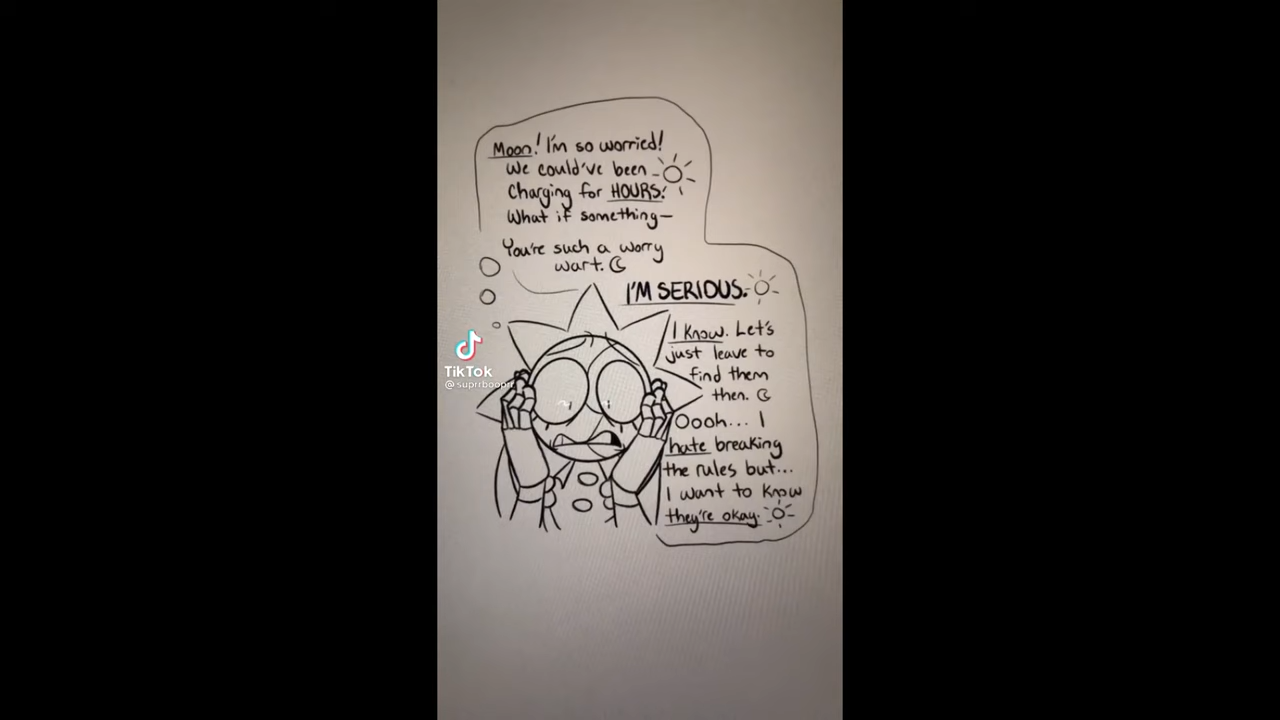 Moon! I'm so worried!
We could've been
charging for HOURS!
What if something—
You're such a worry
wart.
I'M SERIOUS.
I know. Let's
just leave to
find them
then.
Oooh... I
hate breaking
the rules but...
I want to know
they're okay.
TikTok
@suprrbooprr